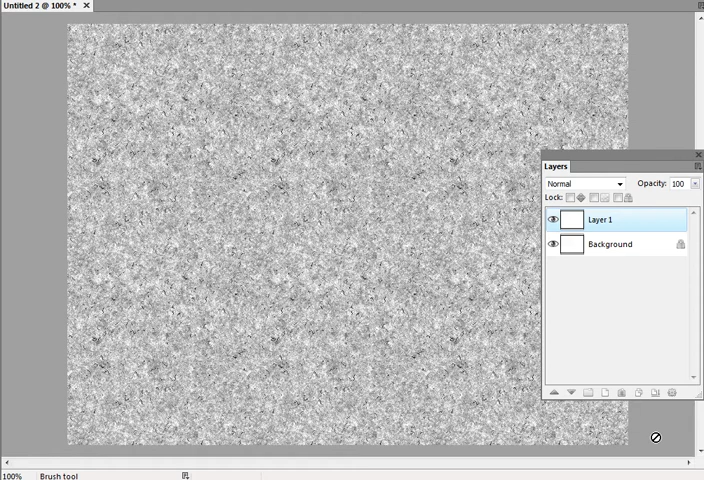 Untitled 2 @ 100% *
Layers
Normal Opacity: 100
Lock:
Layer 1
Background
100% Brush tool